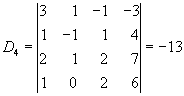 D₄ = | 3 1 −1 −3 | = −13
| 1 −1 1 4 |
| 2 1 2 7 |
| 1 0 2 6 |